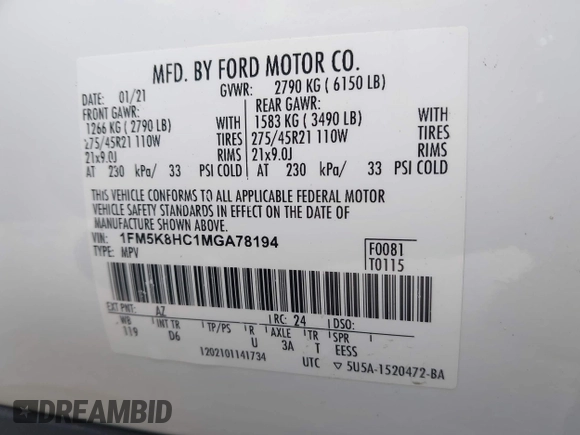 MFD. BY FORD MOTOR CO.
DATE: 01/21 GVWR: 2790 KG ( 6150 LB)
FRONT GAWR: REAR GAWR:
1266 KG ( 2790 LB) WITH 1583 KG ( 3490 LB) WITH
275/45R21 110W TIRES 275/45R21 110W TIRES
21x9.0J RIMS 21x9.0J RIMS
AT 230 kPa/ 33 PSI COLD AT 230 kPa/ 33 PSI COLD
THIS VEHICLE CONFORMS TO ALL APPLICABLE FEDERAL MOTOR
VEHICLE SAFETY STANDARDS IN EFFECT ON THE DATE OF
MANUFACTURE SHOWN ABOVE.
VIN: 1FM5K8HC1MGA78194 F0081
TYPE: MPV T0115
EXT PNT: AZ RC: 24 DSO:
WB INT TR TP/PS R AXLE TR SPR
119 D6 U 3A T EESS
1202101141734 UTC ▽ 5U5A-1520472-BA
DREAMBID